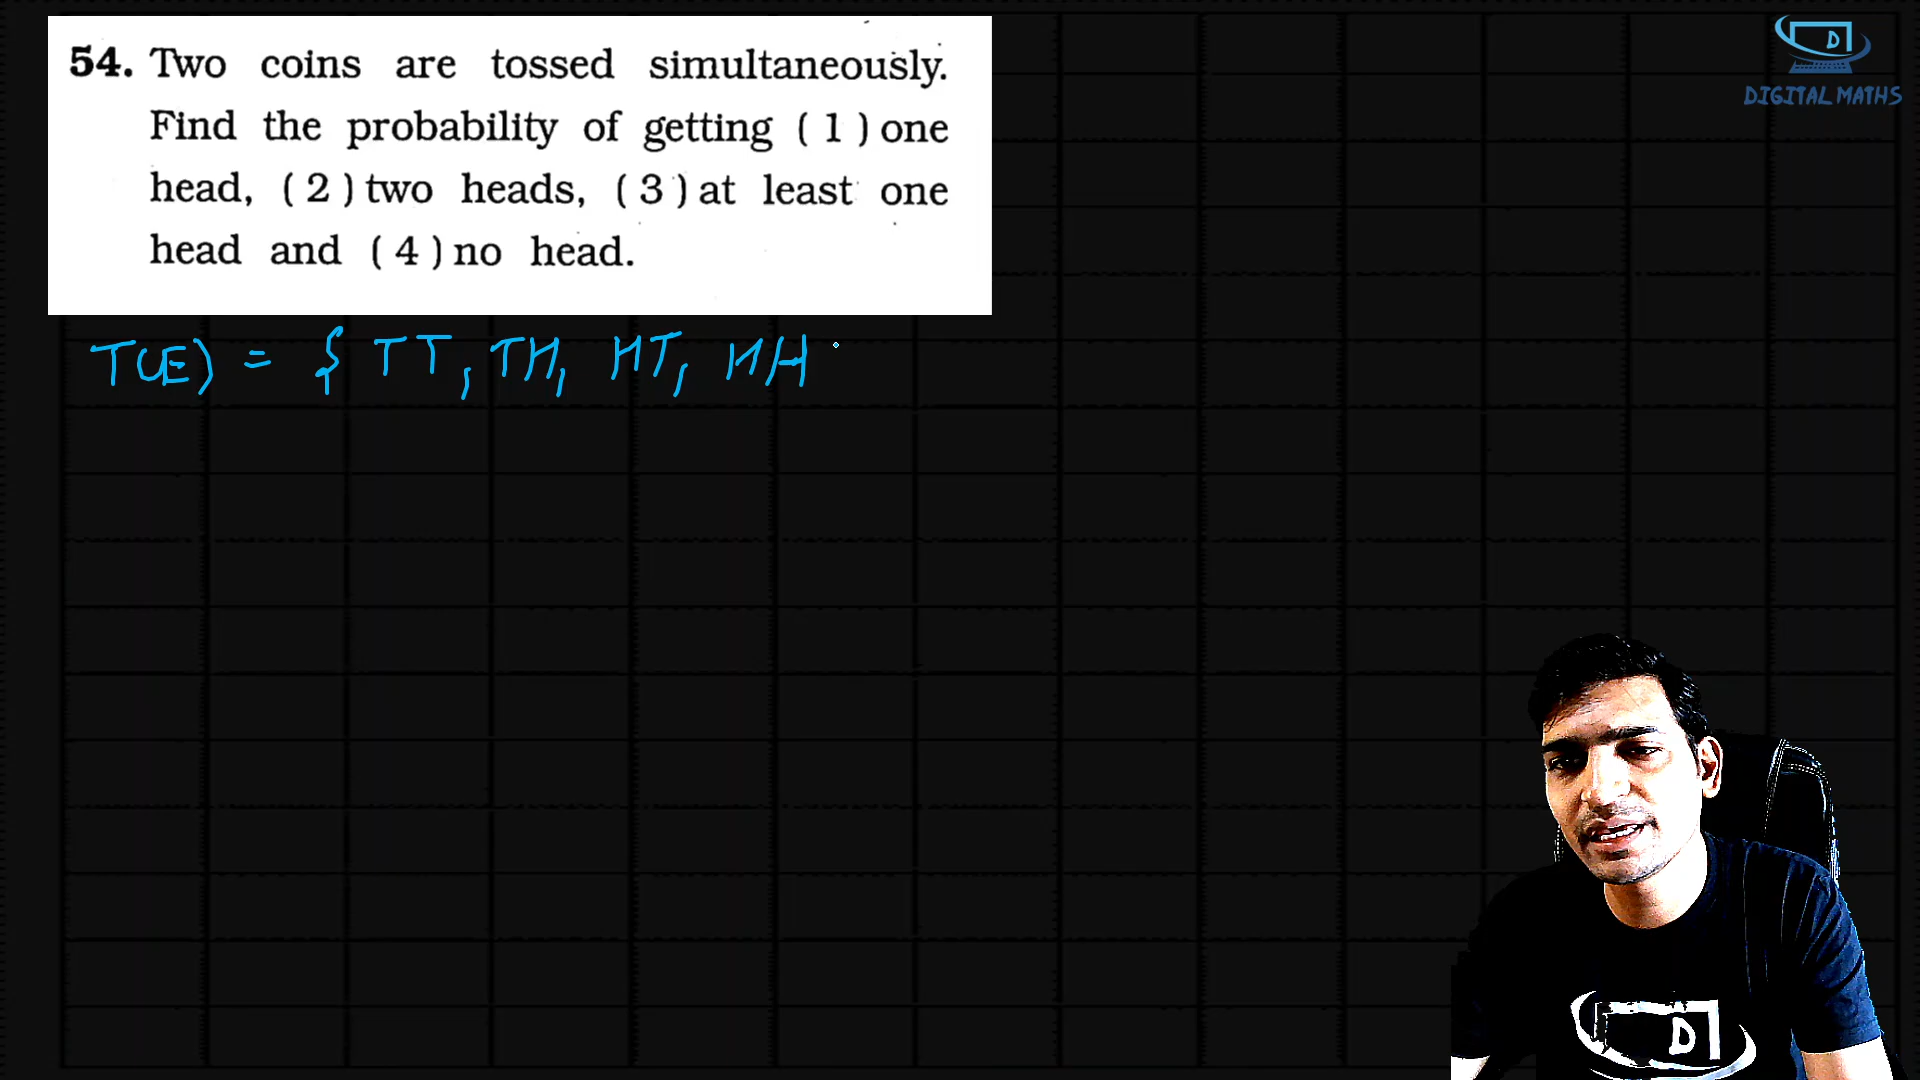 54. Two coins are tossed simultaneously.
Find the probability of getting ( 1 ) one
head, ( 2 ) two heads, ( 3 ) at least one
head and ( 4 ) no head.
T(E) = { TT, TH, HT, HH
D
DIGITAL MATHS
D